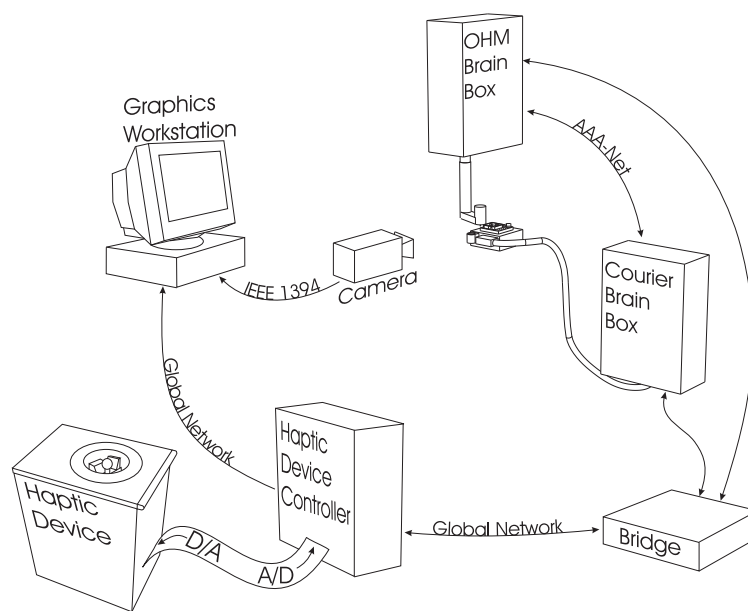 OHM
Brain
Box
Graphics
Workstation
AAA-Net
Courier
Brain
Box
IEEE 1394
Camera
Global Network
Haptic
Device
Controller
Haptic
Device
D/A
A/D
Global Network
Bridge